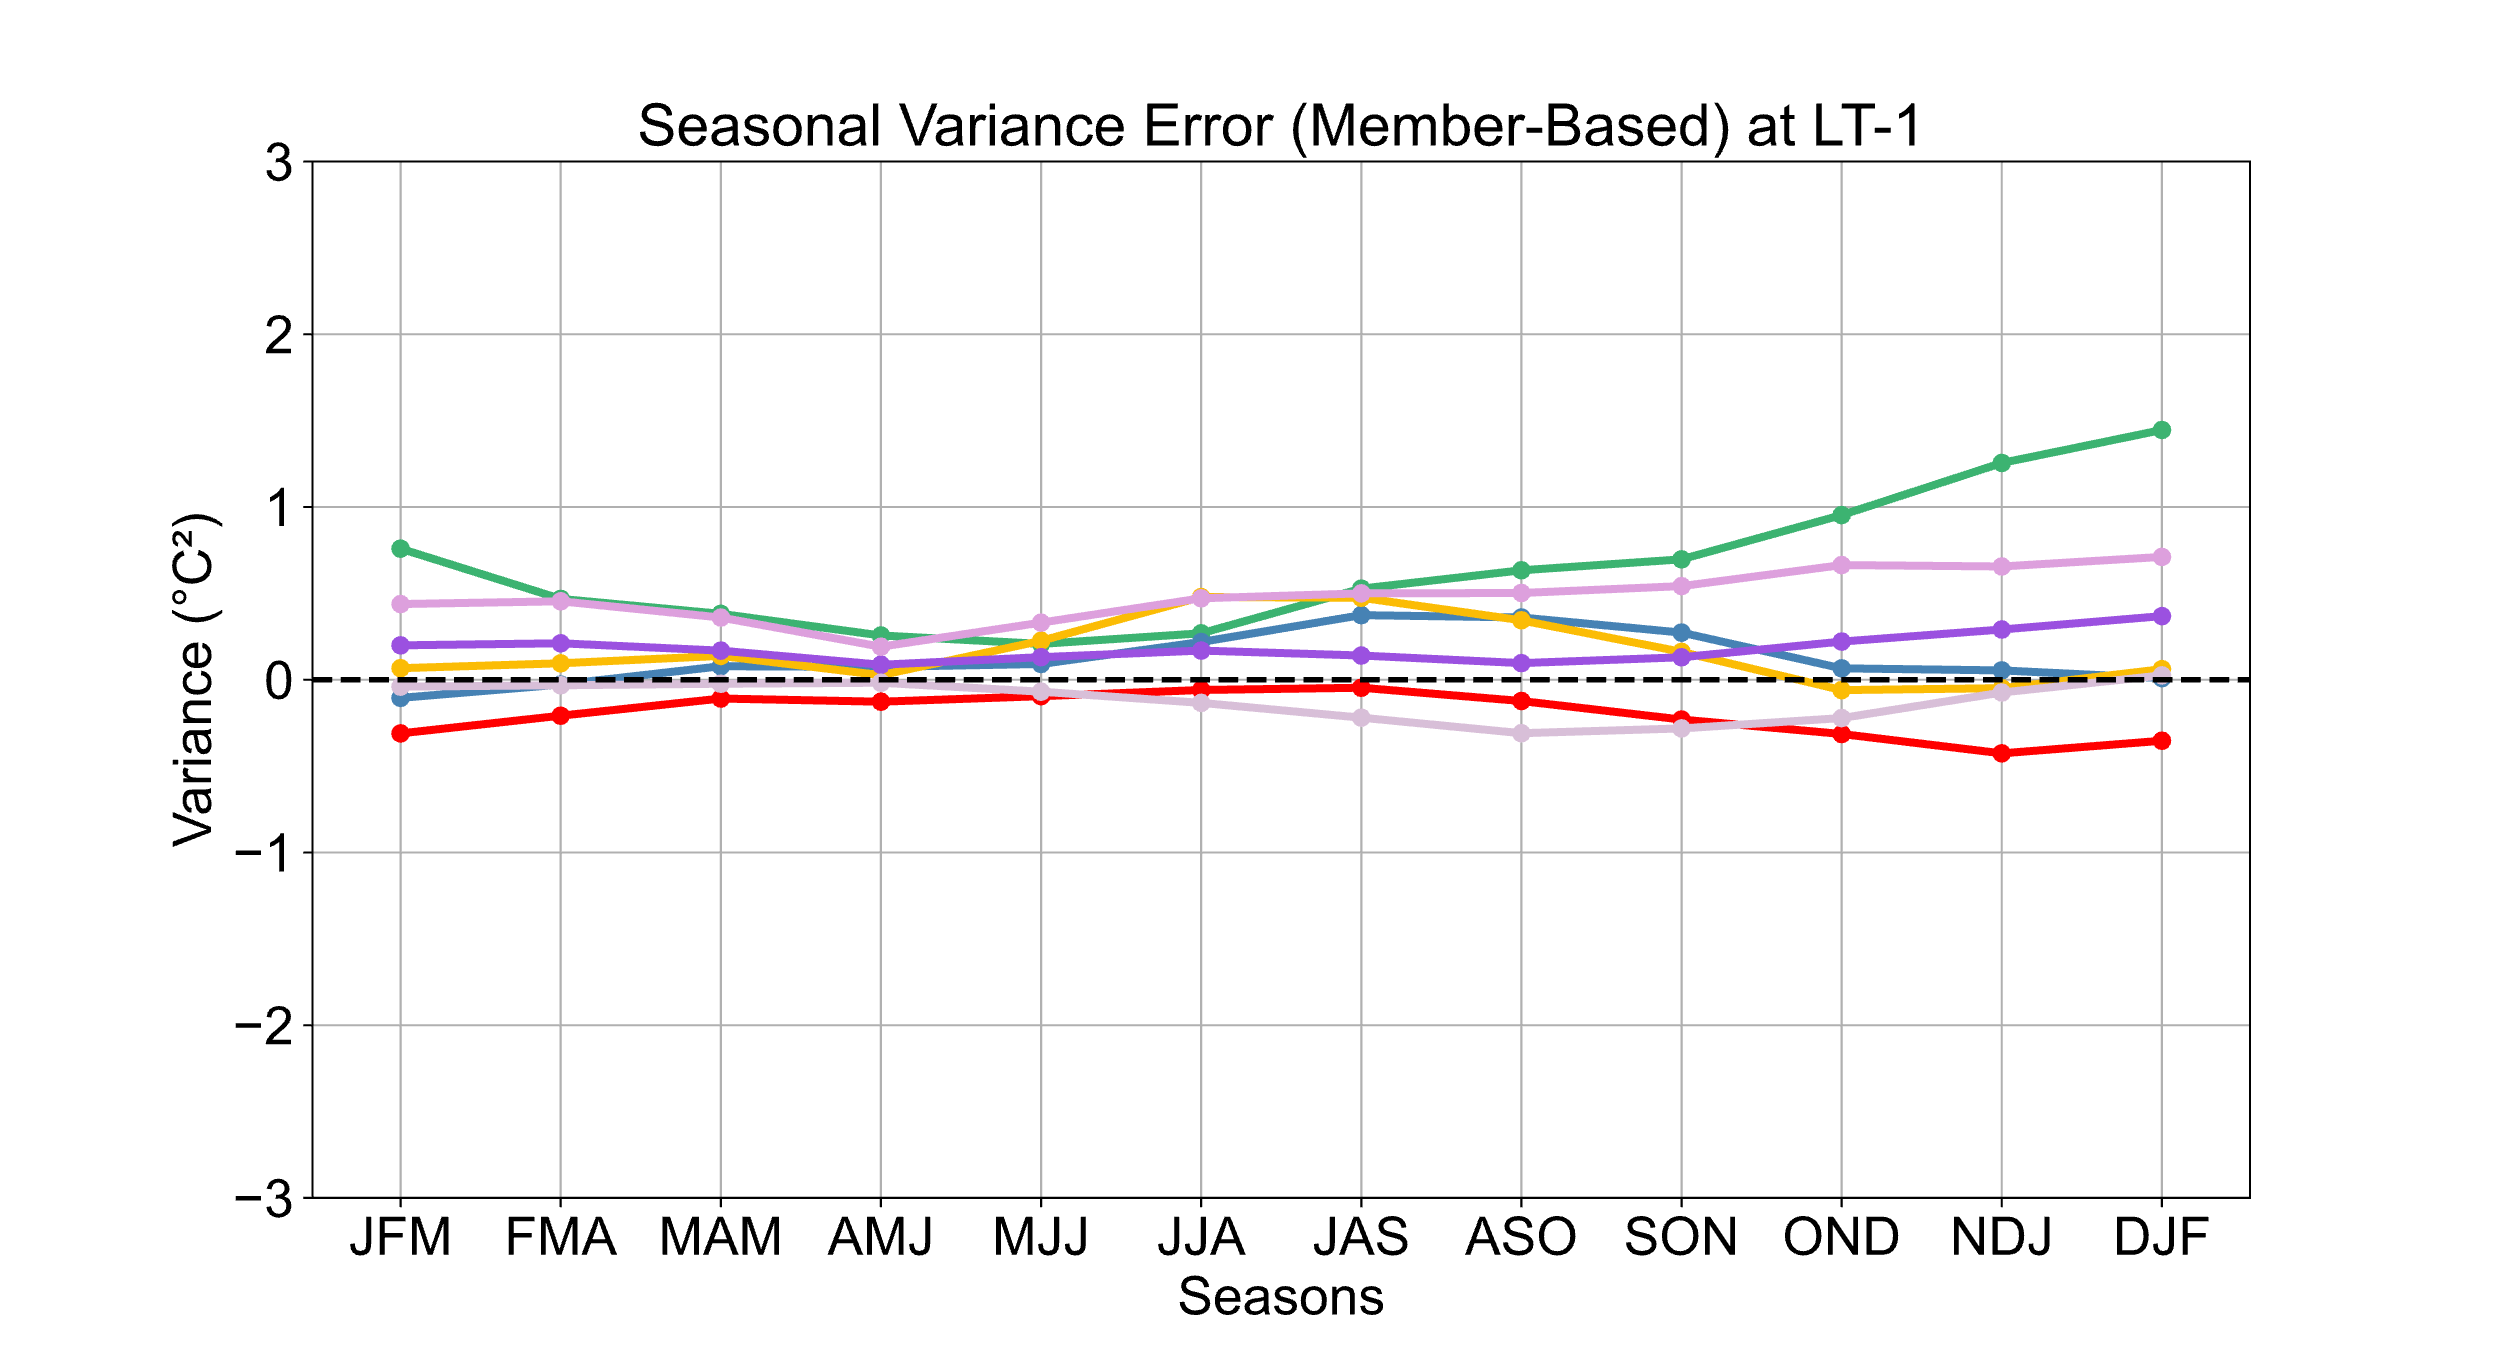 Seasonal Variance Error (Member-Based) at LT-1
3
2
1
0
−1
−2
−3
Variance (°C²)
JFM FMA MAM AMJ MJJ JJA JAS ASO SON OND NDJ DJF
Seasons